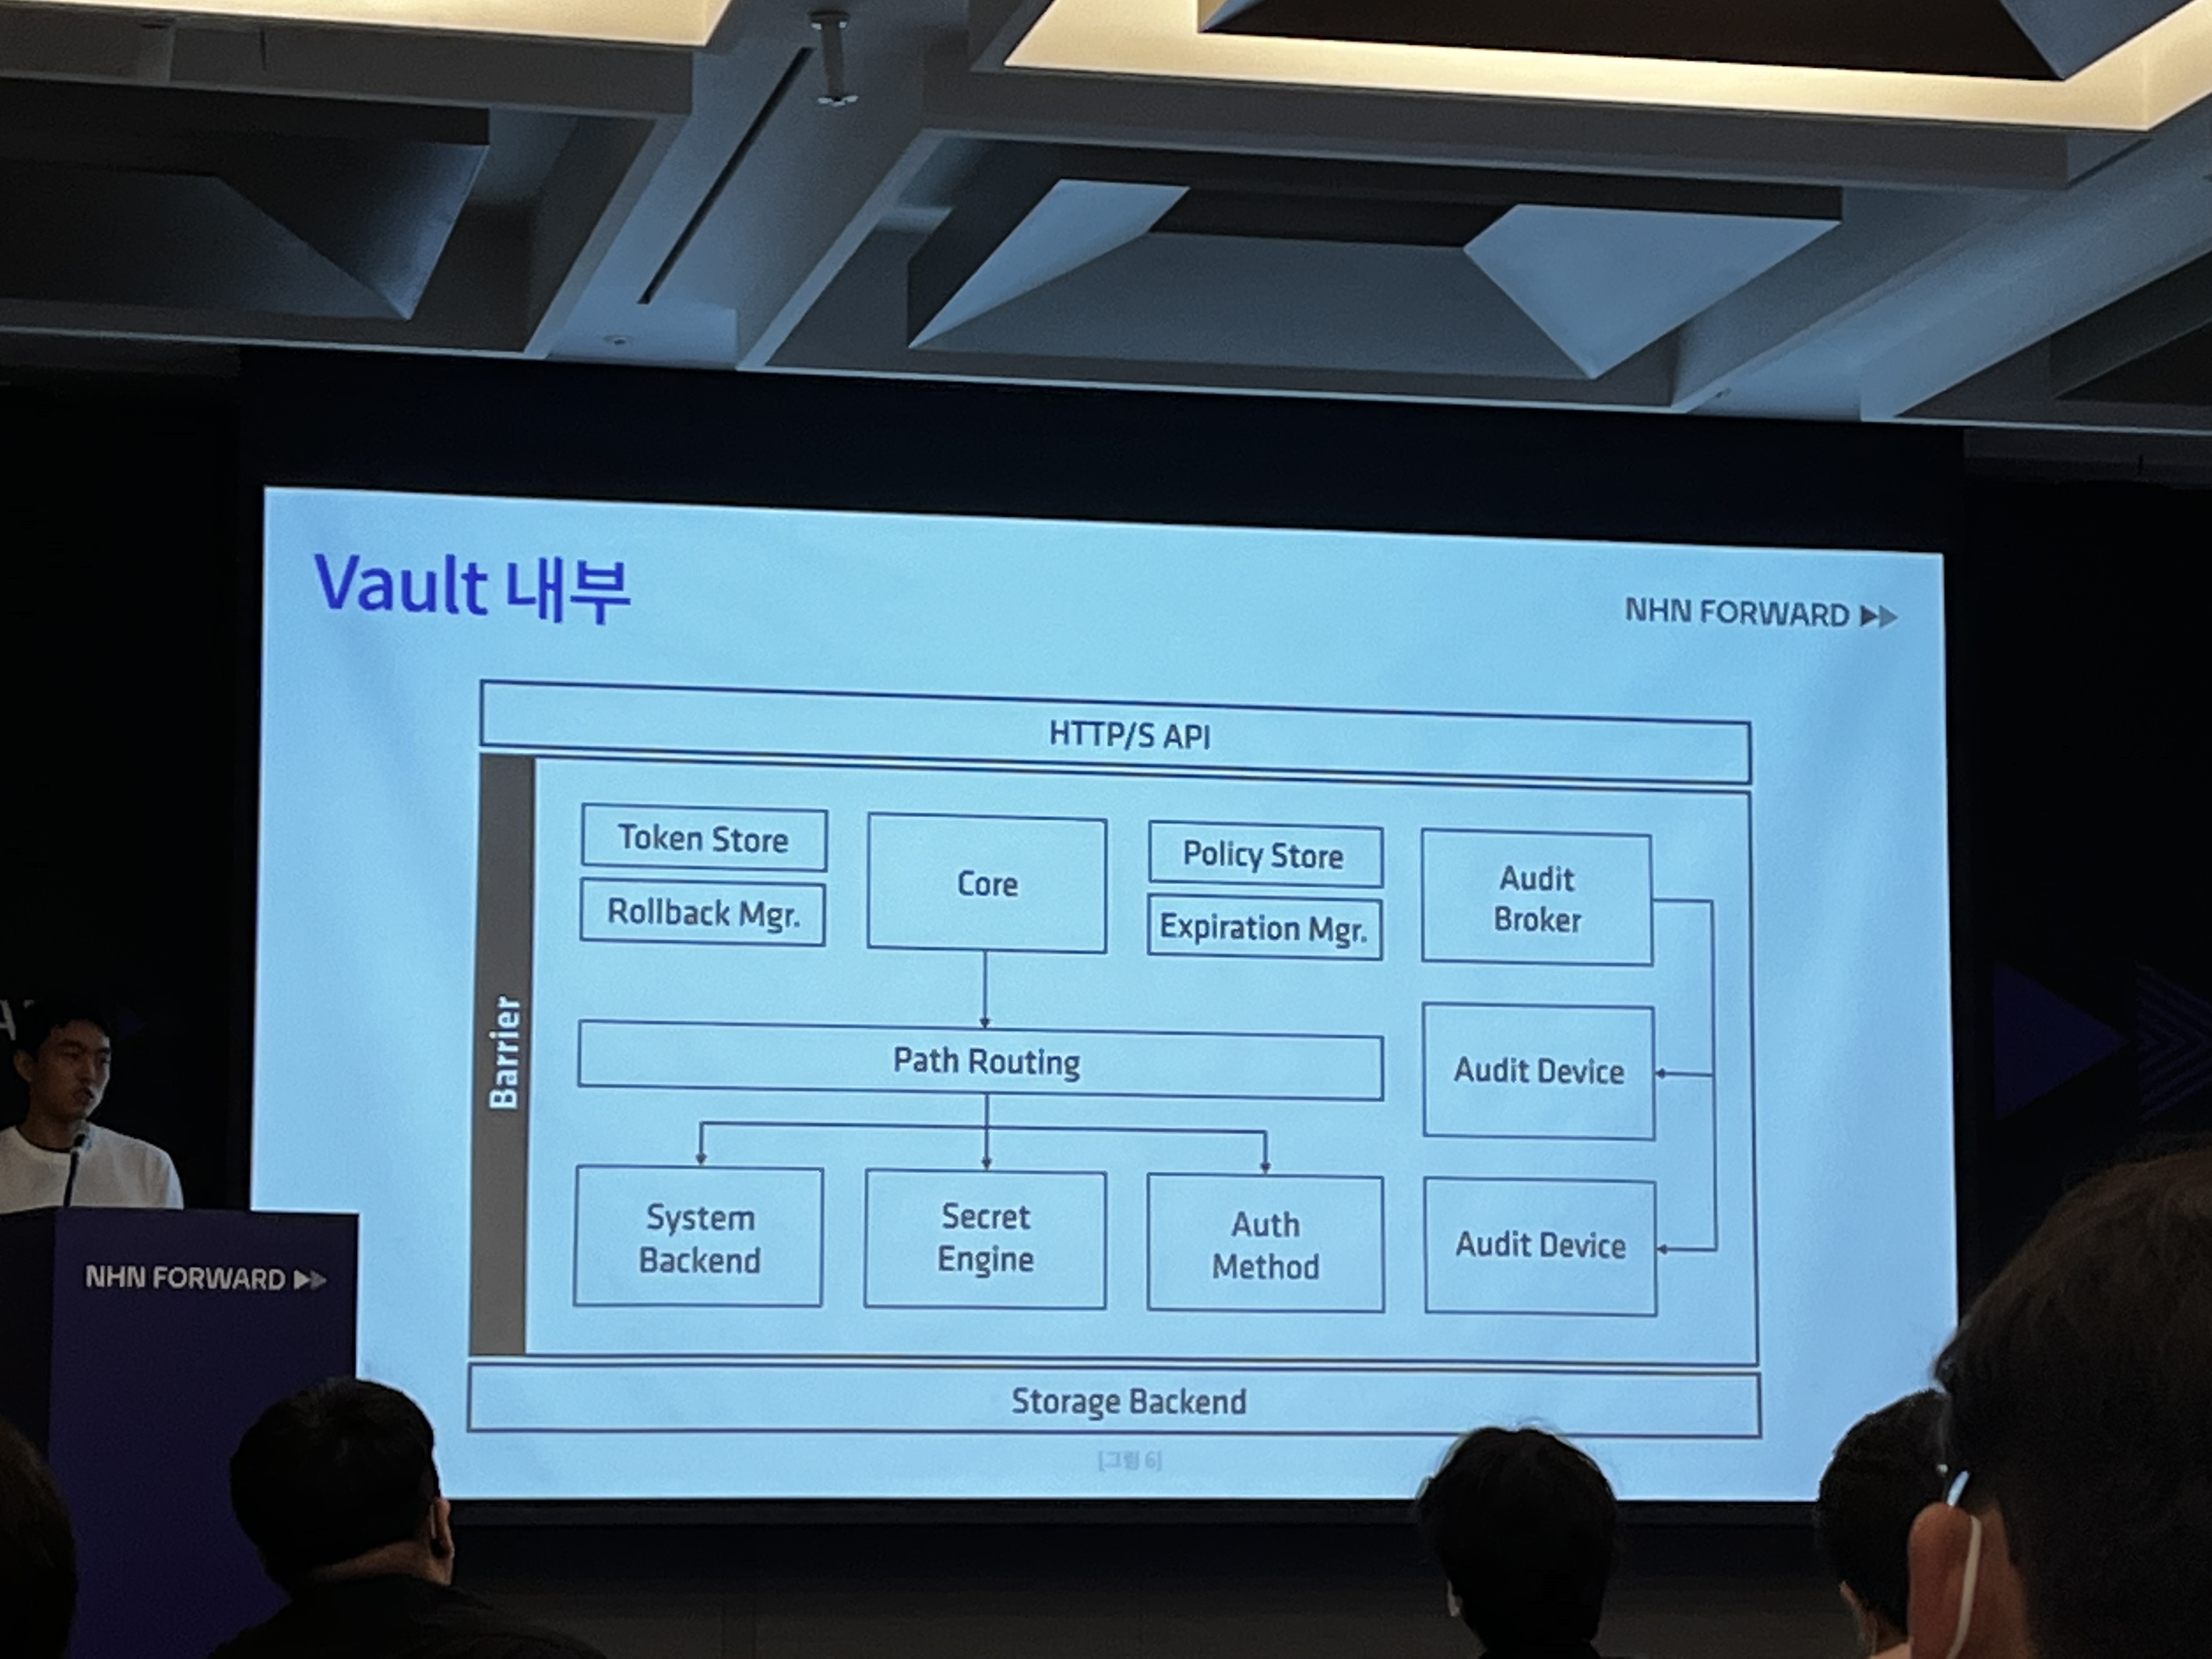 Vault 내부
NHN FORWARD
HTTP/S API
Barrier
Token Store
Rollback Mgr.
Core
Policy Store
Expiration Mgr.
Audit
Broker
Path Routing
Audit Device
System
Backend
Secret
Engine
Auth
Method
Audit Device
Storage Backend
[그림 6]
NHN FORWARD